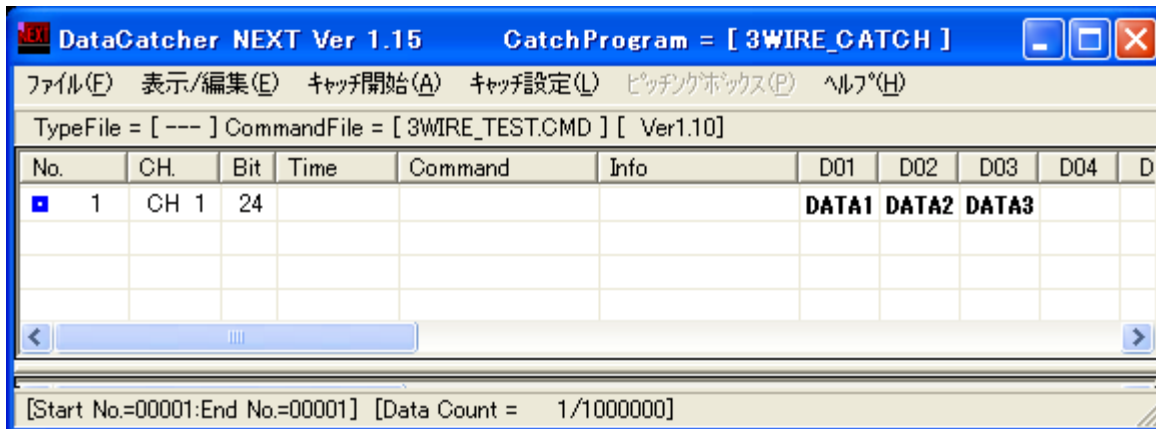 DataCatcher NEXT Ver 1.15 CatchProgram = [ 3WIRE_CATCH ]
ファイル(F) 表示/編集(E) キャッチ開始(A) キャッチ設定(L) ピッチングボックス(P) ヘルプ(H)
TypeFile = [ --- ] CommandFile = [ 3WIRE_TEST.CMD ] [ Ver1.10]
No. CH. Bit Time Command Info D01 D02 D03 D04 D
1 CH 1 24 DATA1 DATA2 DATA3
[Start No.=00001:End No.=00001] [Data Count = 1/1000000]